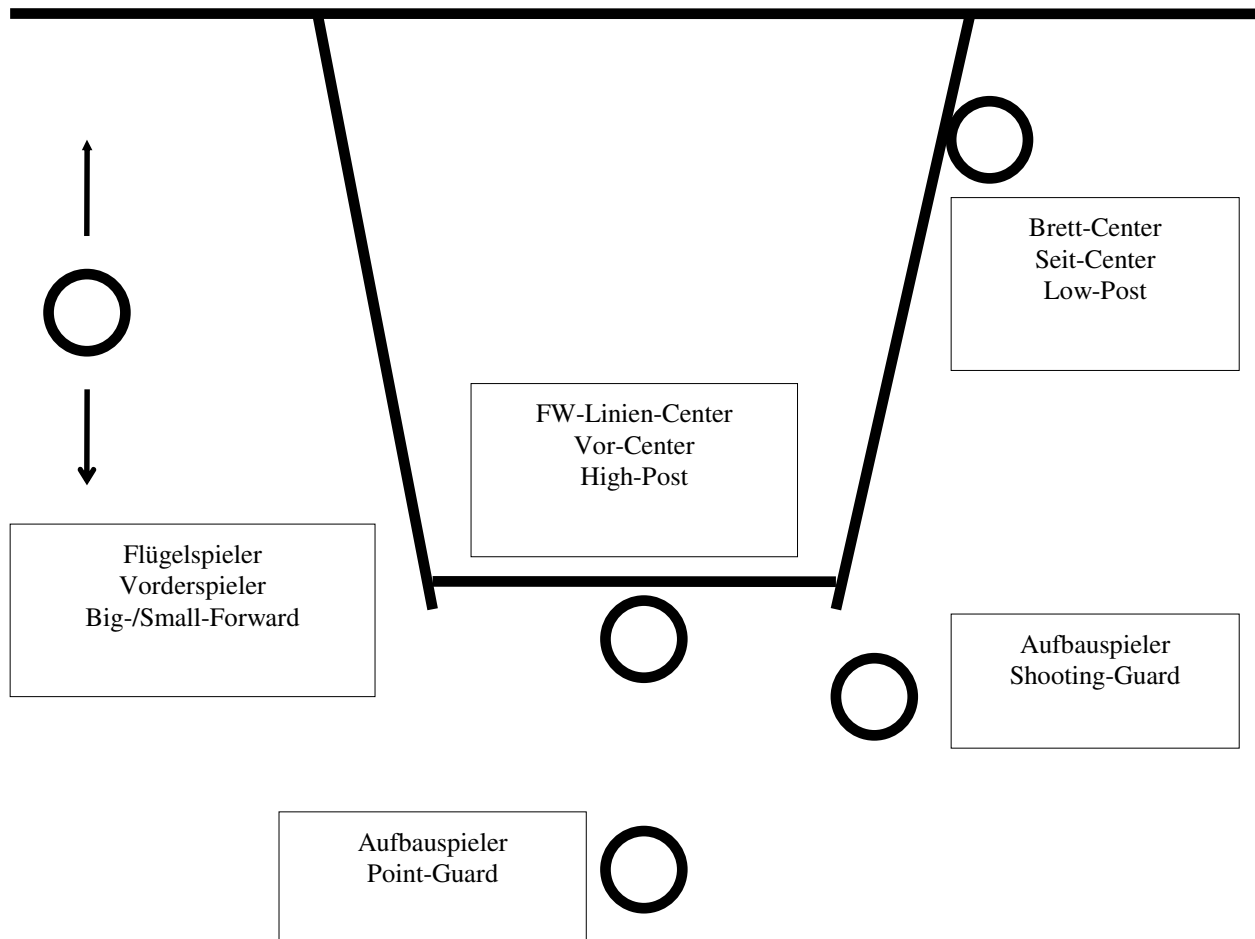 Brett-Center
Seit-Center
Low-Post
FW-Linien-Center
Vor-Center
High-Post
Flügelspieler
Vorderspieler
Big-/Small-Forward
Aufbauspieler
Shooting-Guard
Aufbauspieler
Point-Guard